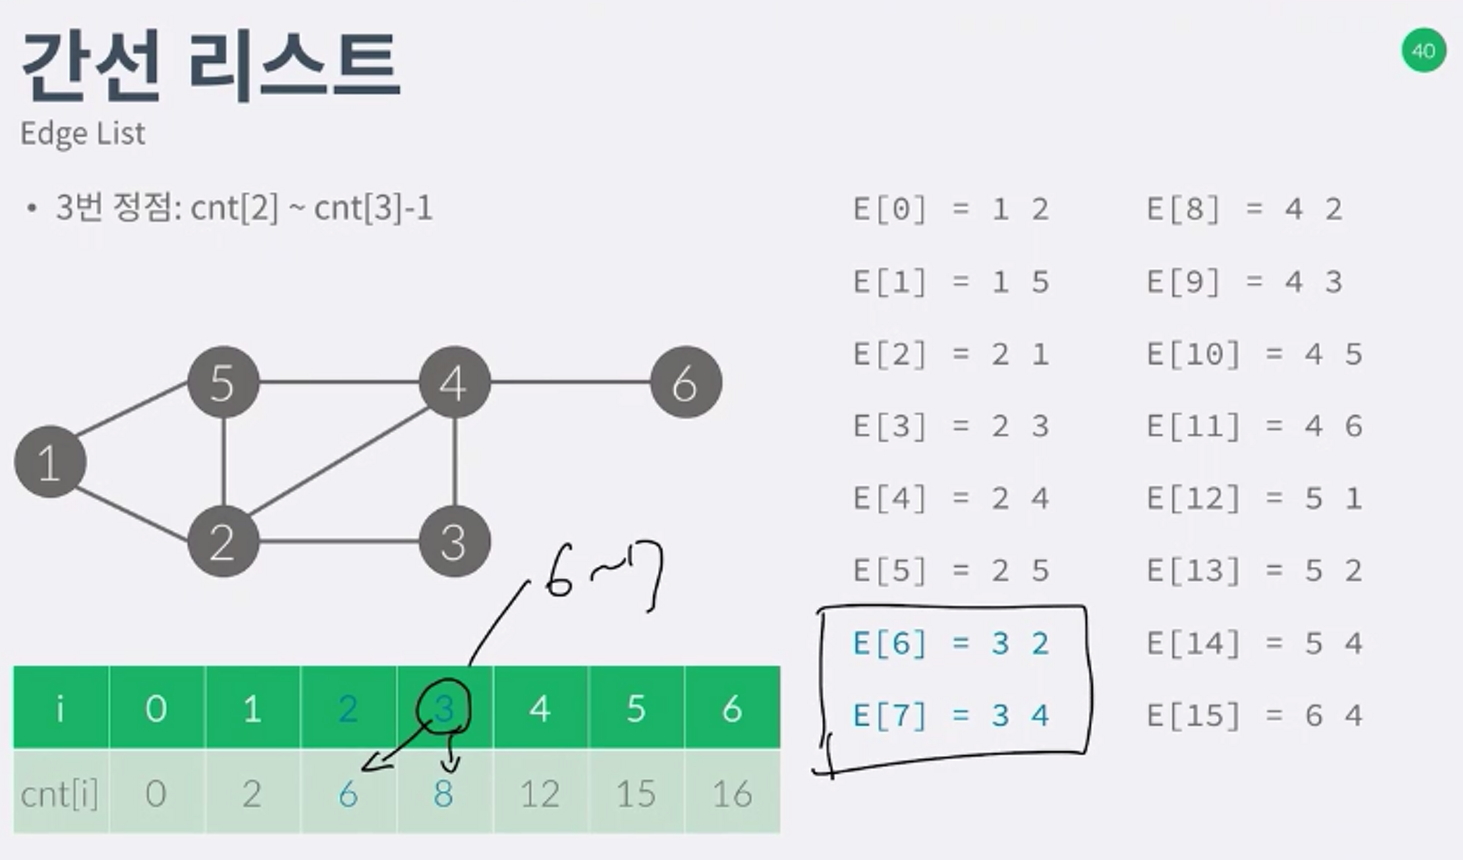 간선 리스트
40
Edge List
• 3번 정점: cnt[2] ~ cnt[3]-1
E[0] = 1 2
E[1] = 1 5
E[2] = 2 1
E[3] = 2 3
E[4] = 2 4
E[5] = 2 5
E[6] = 3 2
E[7] = 3 4
E[8] = 4 2
E[9] = 4 3
E[10] = 4 5
E[11] = 4 6
E[12] = 5 1
E[13] = 5 2
E[14] = 5 4
E[15] = 6 4
5 4 6
1
2 3
6~7
i 0 1 2 3 4 5 6
cnt[i] 0 2 6 8 12 15 16